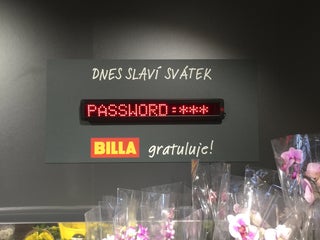 DNES SLAVÍ SVÁTEK
PASSWORD:***
BILLA gratuluje!